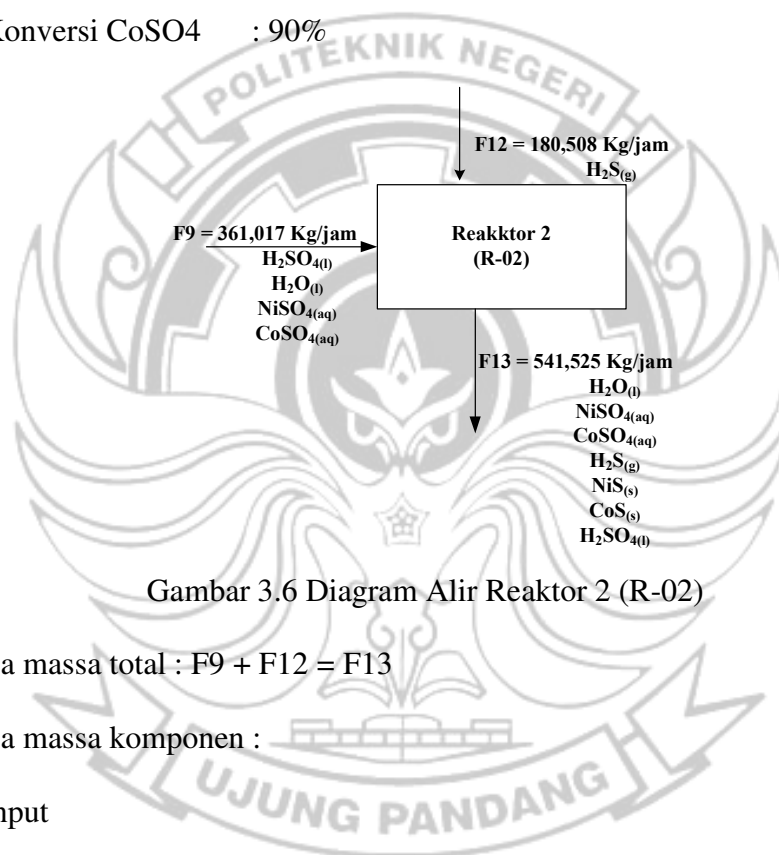 Konversi CoSO4 : 90%
POLITEKNIK NEGERI
F12 = 180,508 Kg/jam
H₂S₍g₎
F9 = 361,017 Kg/jam
H₂SO₄₍l₎
H₂O₍l₎
NiSO₄₍aq₎
CoSO₄₍aq₎
Reakktor 2
(R-02)
F13 = 541,525 Kg/jam
H₂O₍l₎
NiSO₄₍aq₎
CoSO₄₍aq₎
H₂S₍g₎
NiS₍s₎
CoS₍s₎
H₂SO₄₍l₎
Gambar 3.6 Diagram Alir Reaktor 2 (R-02)
a massa total : F9 + F12 = F13
a massa komponen :
nput
UJUNG PANDANG